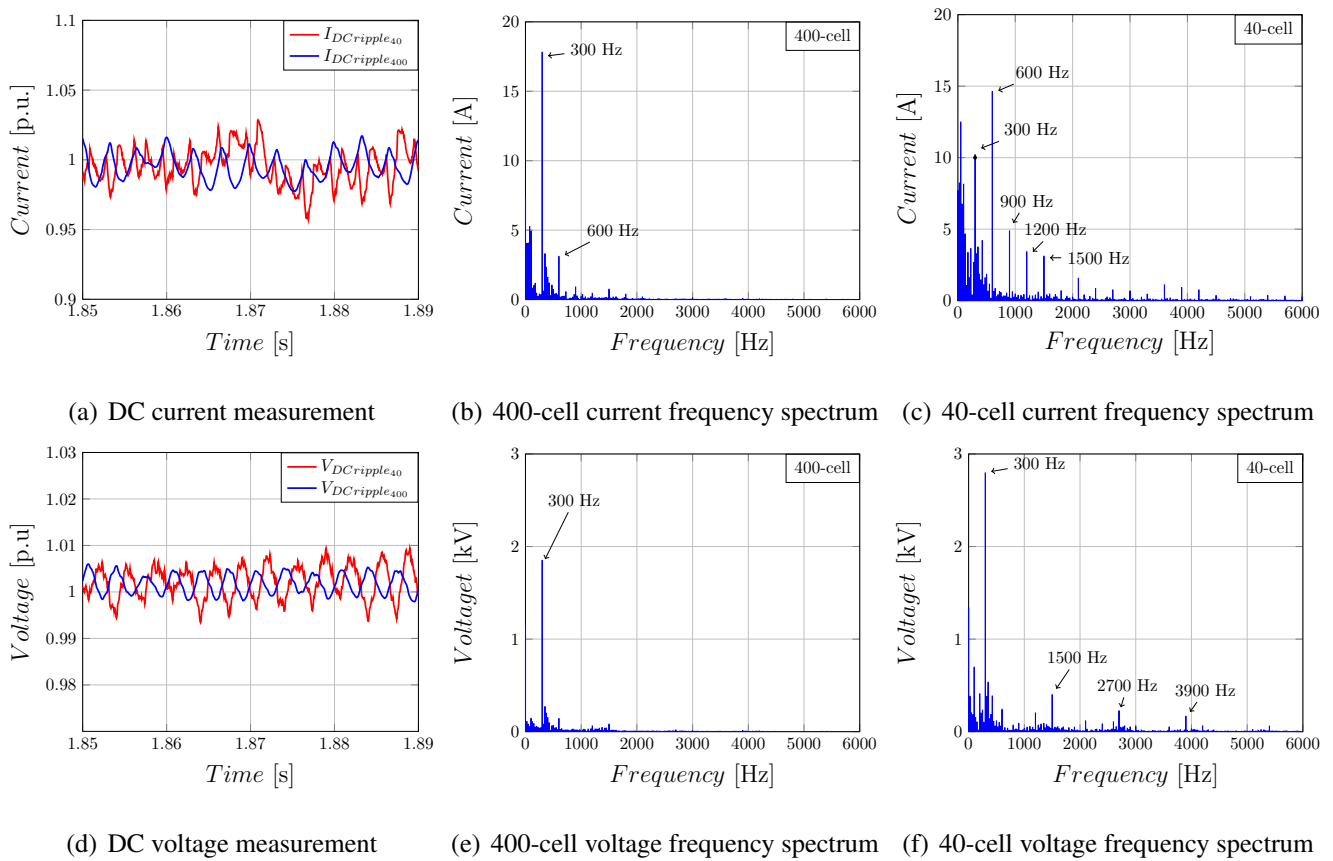 1.1
1.05
1
0.95
0.9
1.85
1.86
1.87
1.88
1.89
Current [p.u.]
Time [s]
I_{DCripple_{40}}
I_{DCripple_{400}}
(a) DC current measurement
20
15
10
5
0
0
1000
2000
3000
4000
5000
6000
Current [A]
Frequency [Hz]
400-cell
300 Hz
600 Hz
(b) 400-cell current frequency spectrum
20
15
10
5
0
0
1000
2000
3000
4000
5000
6000
Current [A]
Frequency [Hz]
40-cell
600 Hz
300 Hz
900 Hz
1200 Hz
1500 Hz
(c) 40-cell current frequency spectrum
1.03
1.02
1.01
1
0.99
0.98
1.85
1.86
1.87
1.88
1.89
Voltage [p.u]
Time [s]
V_{DCripple_{40}}
V_{DCripple_{400}}
(d) DC voltage measurement
3
2
1
0
0
1000
2000
3000
4000
5000
6000
Voltaget [kV]
Frequency [Hz]
400-cell
300 Hz
(e) 400-cell voltage frequency spectrum
3
2
1
0
0
1000
2000
3000
4000
5000
6000
Voltaget [kV]
Frequency [Hz]
40-cell
300 Hz
1500 Hz
2700 Hz
3900 Hz
(f) 40-cell voltage frequency spectrum